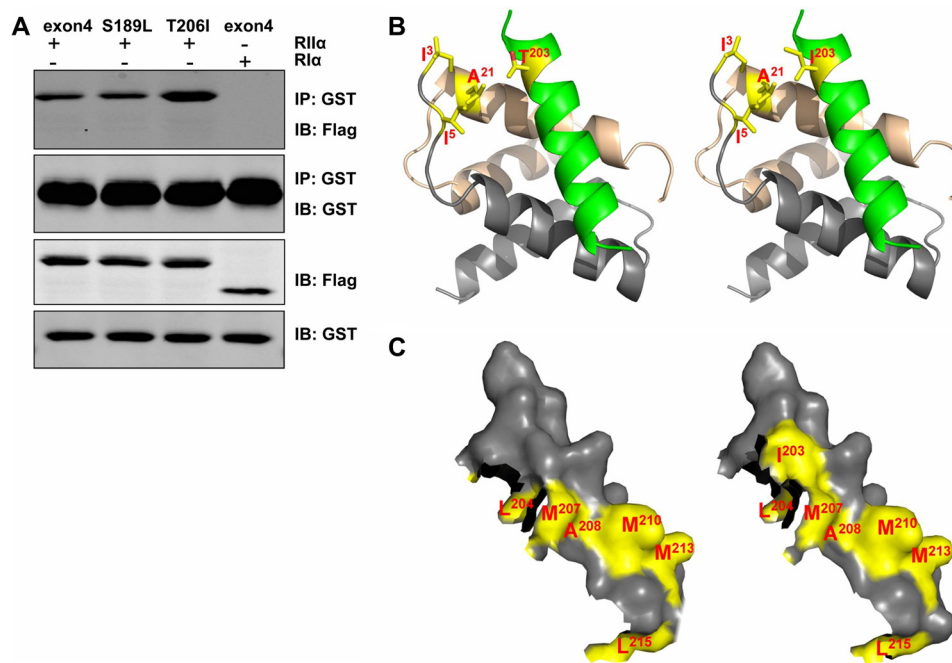 A
exon4 S189L T206I exon4
+ + + - RIIα
- - - + RIα
IP: GST
IB: Flag
IP: GST
IB: GST
IB: Flag
IB: GST
B
I³ T²⁰³
A²¹
I⁵
I³ I²⁰³
A²¹
I⁵
C
L²⁰⁴ M²⁰⁷
A²⁰⁸ M²¹⁰
M²¹³
L²¹⁵
I²⁰³
L²⁰⁴ M²⁰⁷
A²⁰⁸ M²¹⁰
M²¹³
L²¹⁵